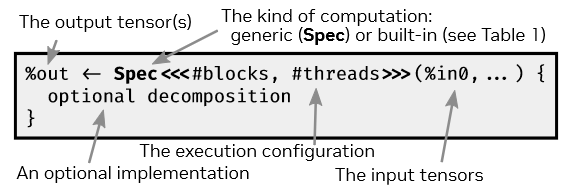 The output tensor(s)
The kind of computation:
generic (Spec) or built-in (see Table 1)
%out ← Spec<<<#blocks, #threads>>>(%in0, ... ) {
optional decomposition
}
The execution configuration
An optional implementation
The input tensors